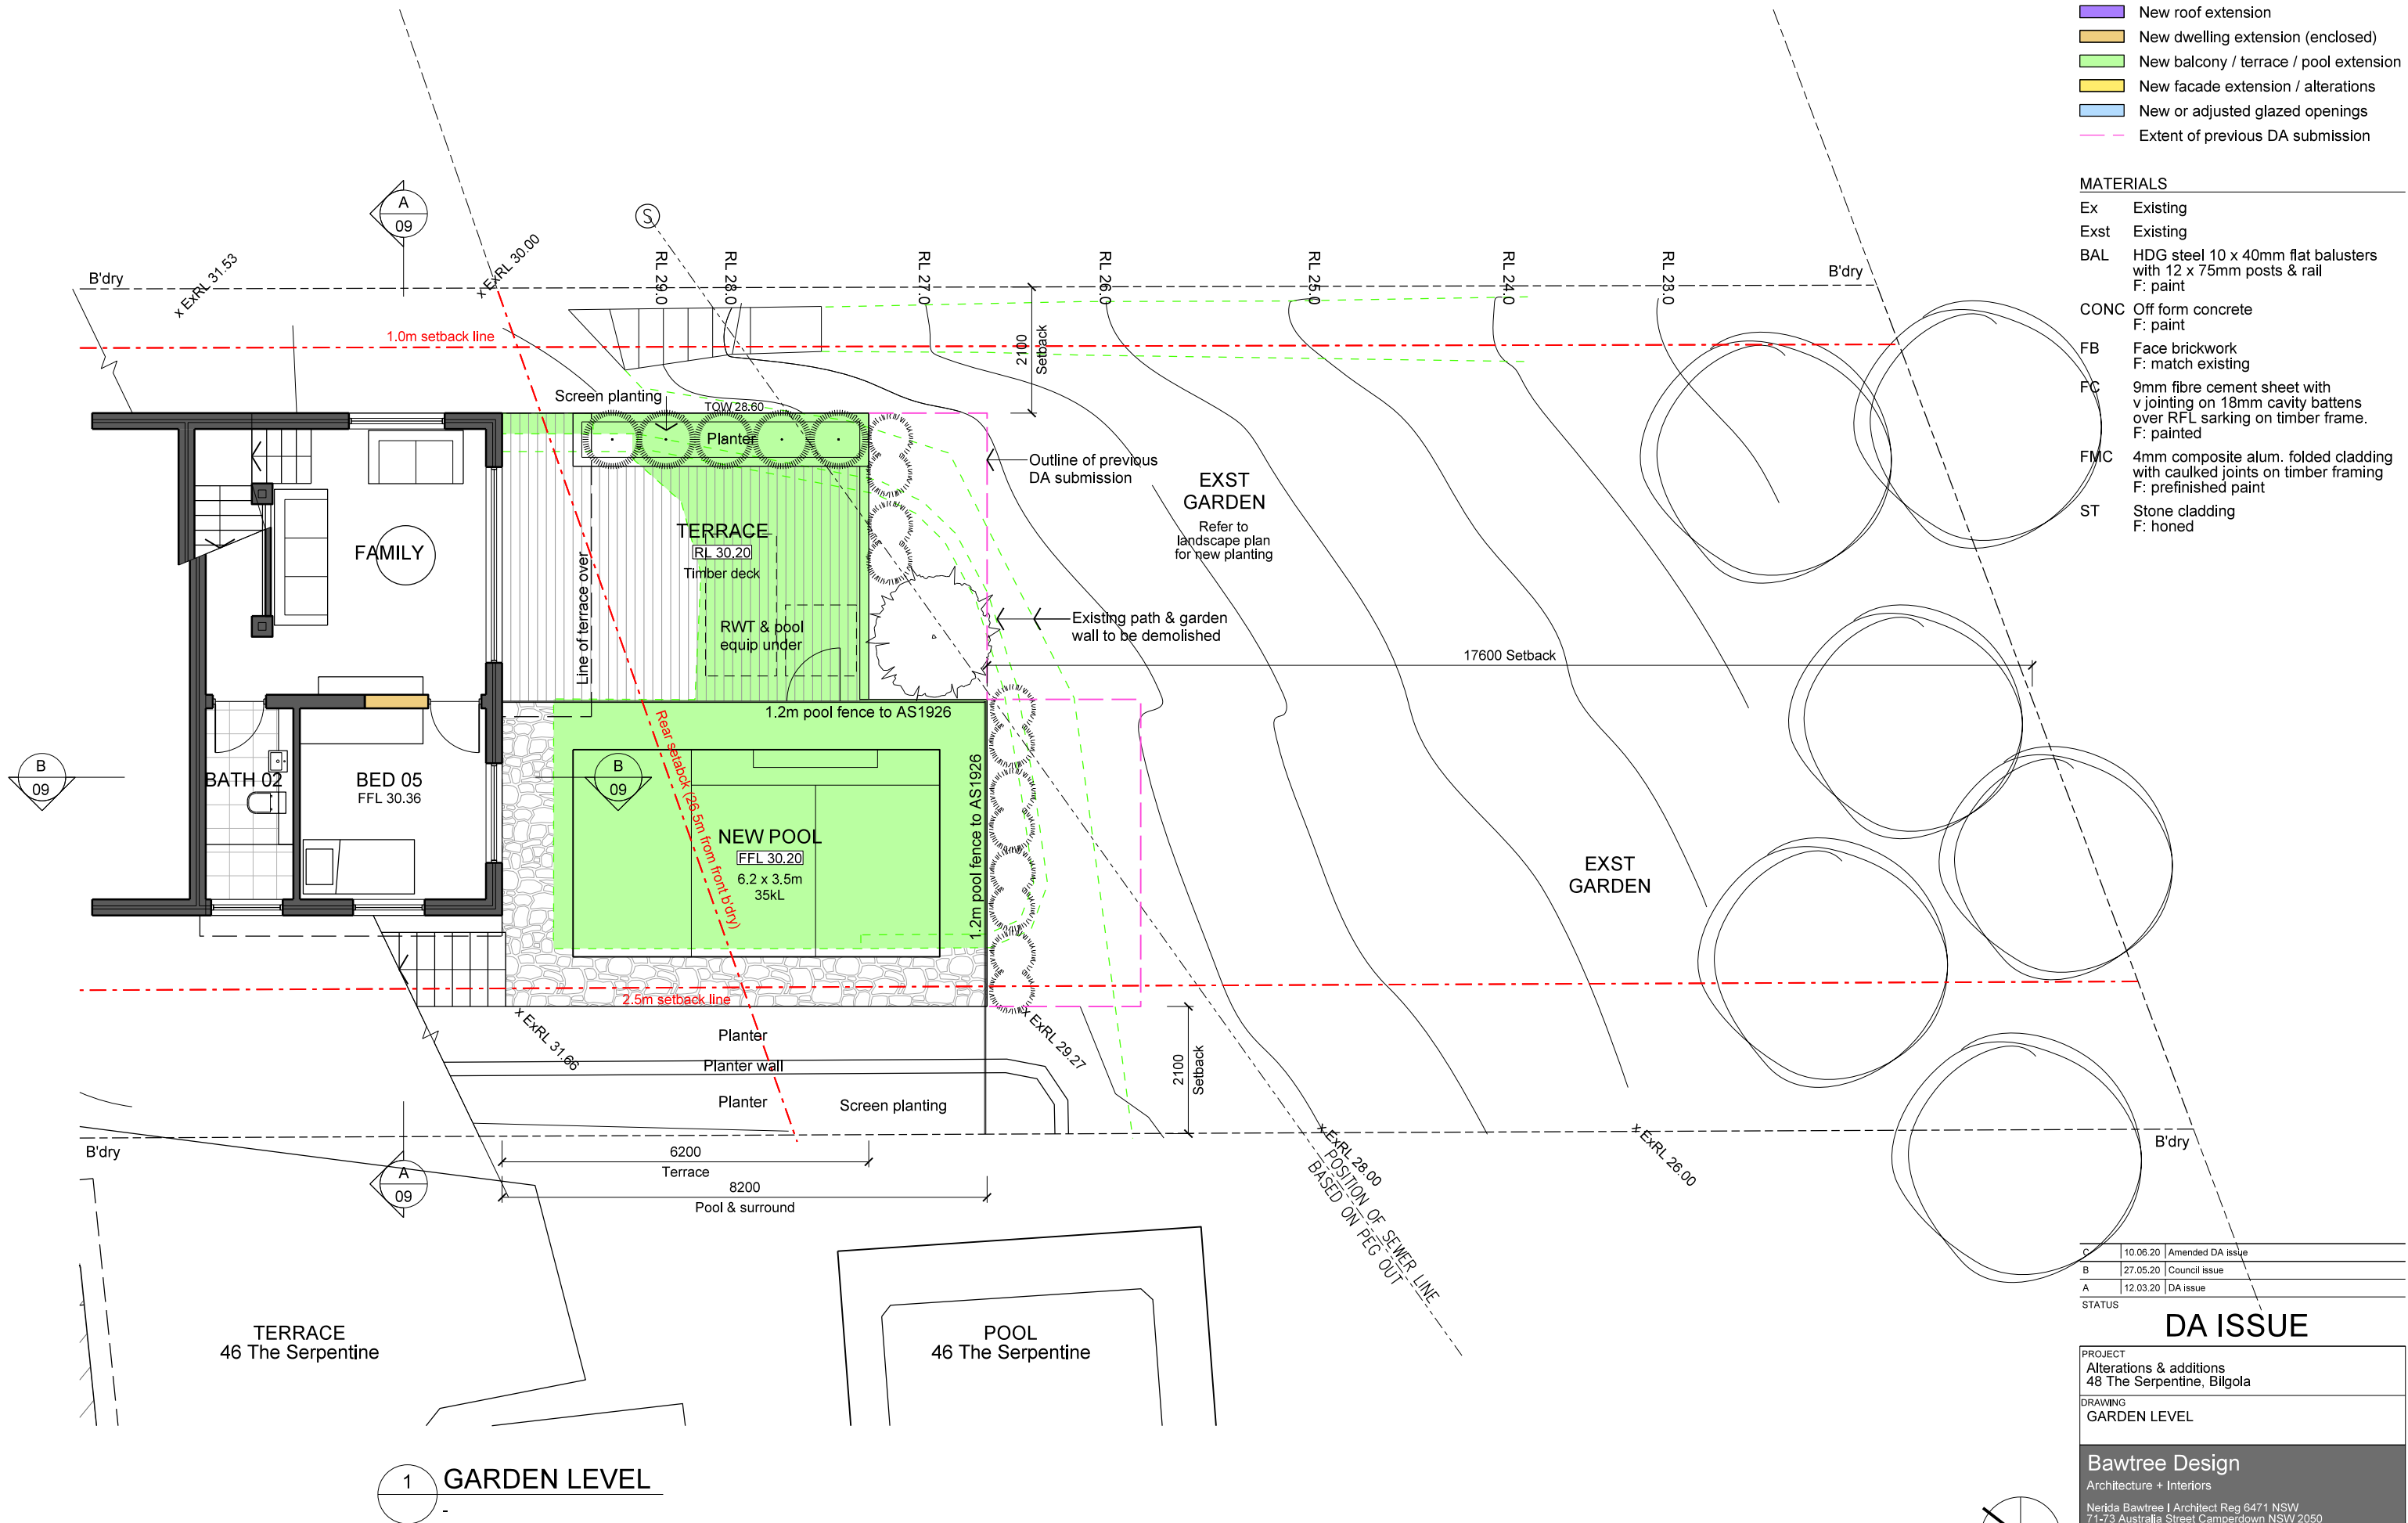 New roof extension
New dwelling extension (enclosed)
New balcony / terrace / pool extension
New facade extension / alterations
New or adjusted glazed openings
Extent of previous DA submission
MATERIALS
Ex Existing
Exst Existing
BAL HDG steel 10 x 40mm flat balusters
with 12 x 75mm posts & rail
F: paint
CONC Off form concrete
F: paint
FB Face brickwork
F: match existing
FC 9mm fibre cement sheet with
v jointing on 18mm cavity battens
over RFL sarking on timber frame.
F: painted
FMC 4mm composite alum. folded cladding
with caulked joints on timber framing
F: prefinished paint
ST Stone cladding
F: honed
A
09
S
B'dry
x ExRL 31.53
x ExRL 30.00
RL 29.0
RL 28.0
RL 27.0
RL 26.0
RL 25.0
RL 24.0
RL 23.0
B'dry
1.0m setback line
2100
Setback
Screen planting
TOW 28.60
Planter
Outline of previous
DA submission
EXST
GARDEN
Refer to
landscape plan
for new planting
FAMILY
TERRACE
RL 30.20
Timber deck
Line of terrace over
RWT & pool
equip under
Existing path & garden
wall to be demolished
17600 Setback
1.2m pool fence to AS1926
Rear setabck (26.5m from front b'dry)
B
09
BATH 02
BED 05
FFL 30.36
B
09
NEW POOL
FFL 30.20
6.2 x 3.5m
35kL
1.2m pool fence to AS1926
EXST
GARDEN
2.5m setback line
x ExRL 31.66
x ExRL 29.27
Planter
Planter wall
Planter
Screen planting
2100
Setback
x ExRL 28.00
x ExRL 26.00
B'dry
B'dry
A
09
6200
Terrace
8200
Pool & surround
POSITION OF SEWER LINE
BASED ON PEG OUT
TERRACE
46 The Serpentine
POOL
46 The Serpentine
1 GARDEN LEVEL
-
C 10.06.20 Amended DA issue
B 27.05.20 Council issue
A 12.03.20 DA issue
STATUS
DA ISSUE
PROJECT
Alterations & additions
48 The Serpentine, Bilgola
DRAWING
GARDEN LEVEL
Bawtree Design
Architecture + Interiors
Nerida Bawtree | Architect Reg 6471 NSW
71-73 Australia Street Camperdown NSW 2050